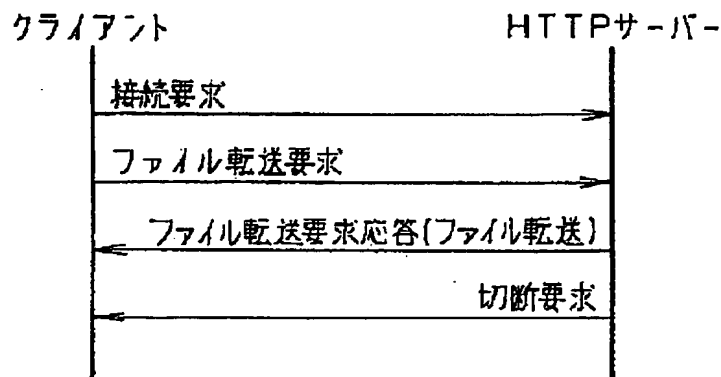 クライアント
HTTPサーバー
接続要求
ファイル転送要求
ファイル転送要求応答(ファイル転送)
切断要求